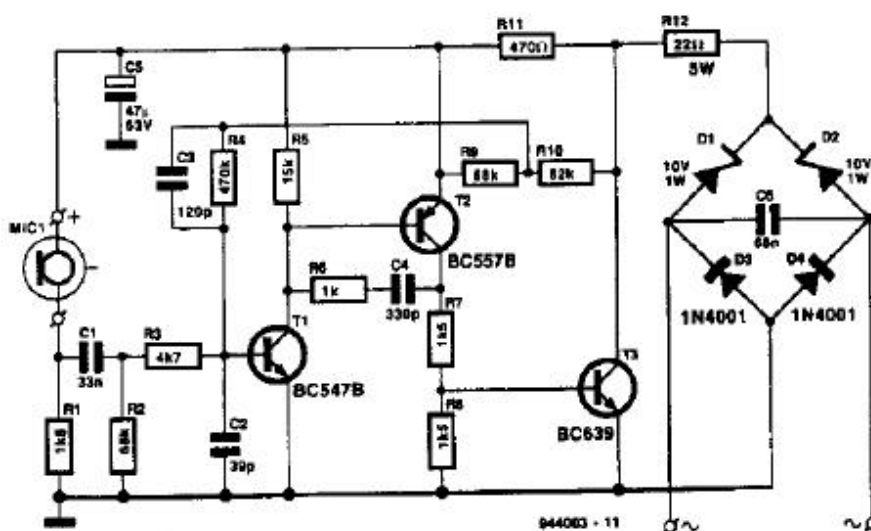 R11
470Ω
R12
22Ω
5W
C5
47µ
63V
C3
120p
R4
470k
R5
15k
R9
68k
R10
82k
D1
10V
1W
D2
10V
1W
MIC1
+
-
T2
BC557B
C6
68n
R6
1k
C4
330p
D3
D4
1N4001
1N4001
C1
33n
R3
4k7
T1
BC547B
R7
1k5
T3
BC639
R1
1k8
R2
68k
C2
39p
R8
1k5
944063 - 11
~
~